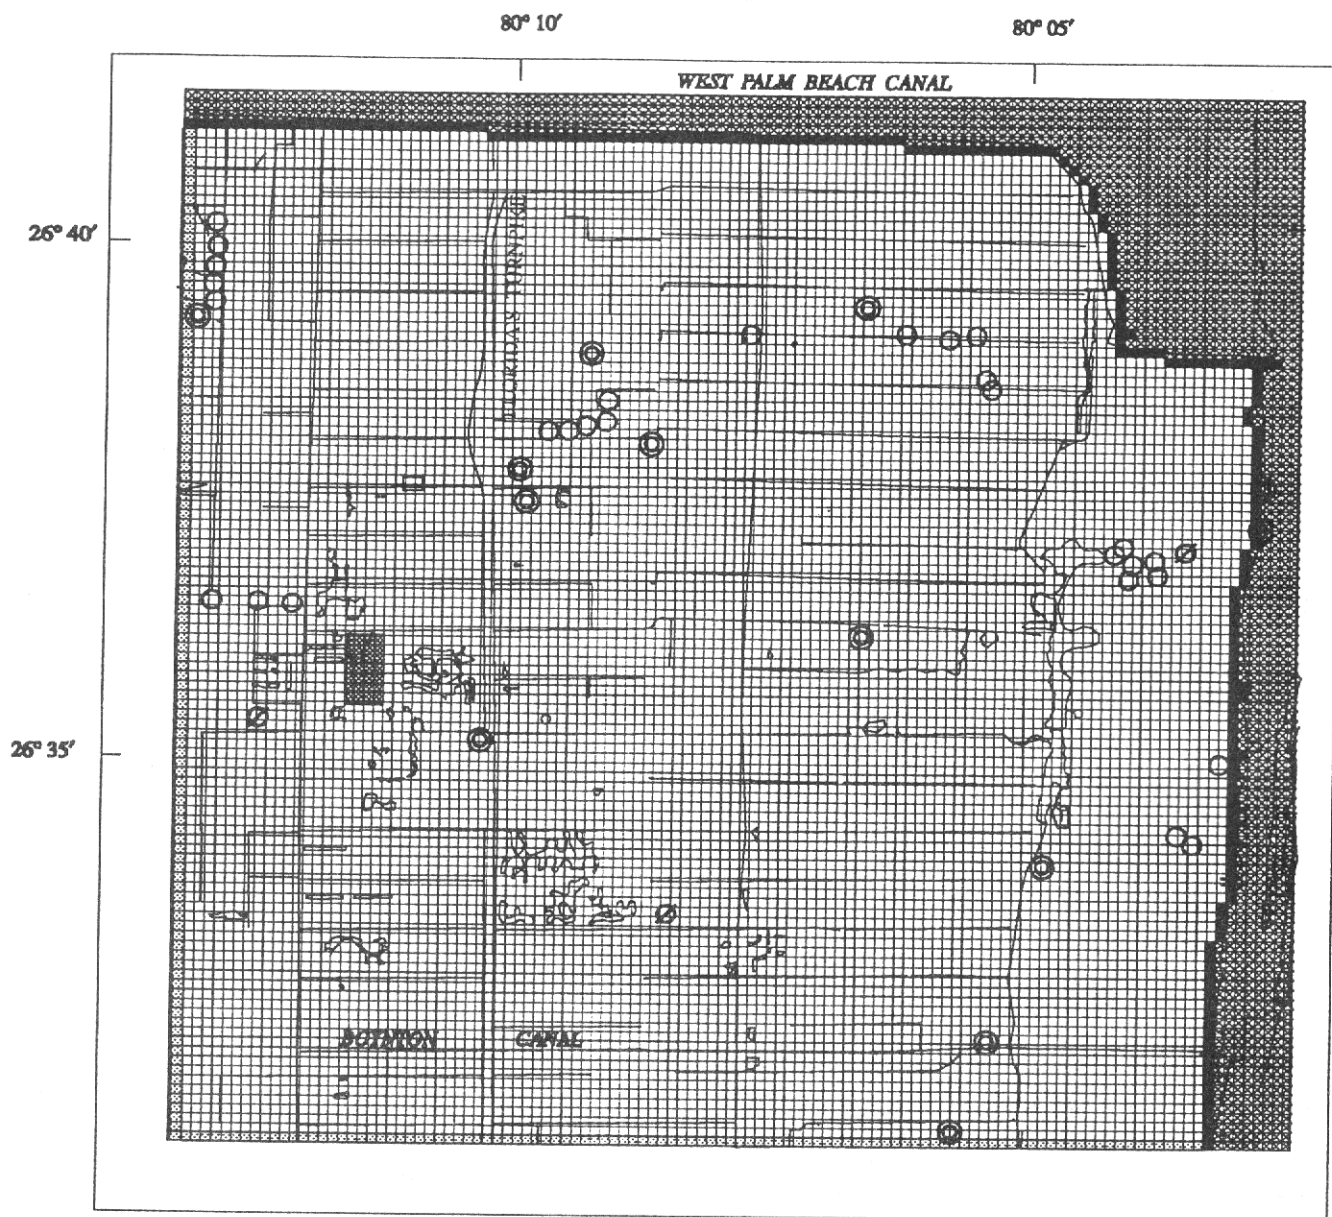 80° 10′
80° 05′
WEST PALM BEACH CANAL
26° 40′
FLORIDA'S TURNPIKE
26° 35′
BOYNTON CANAL